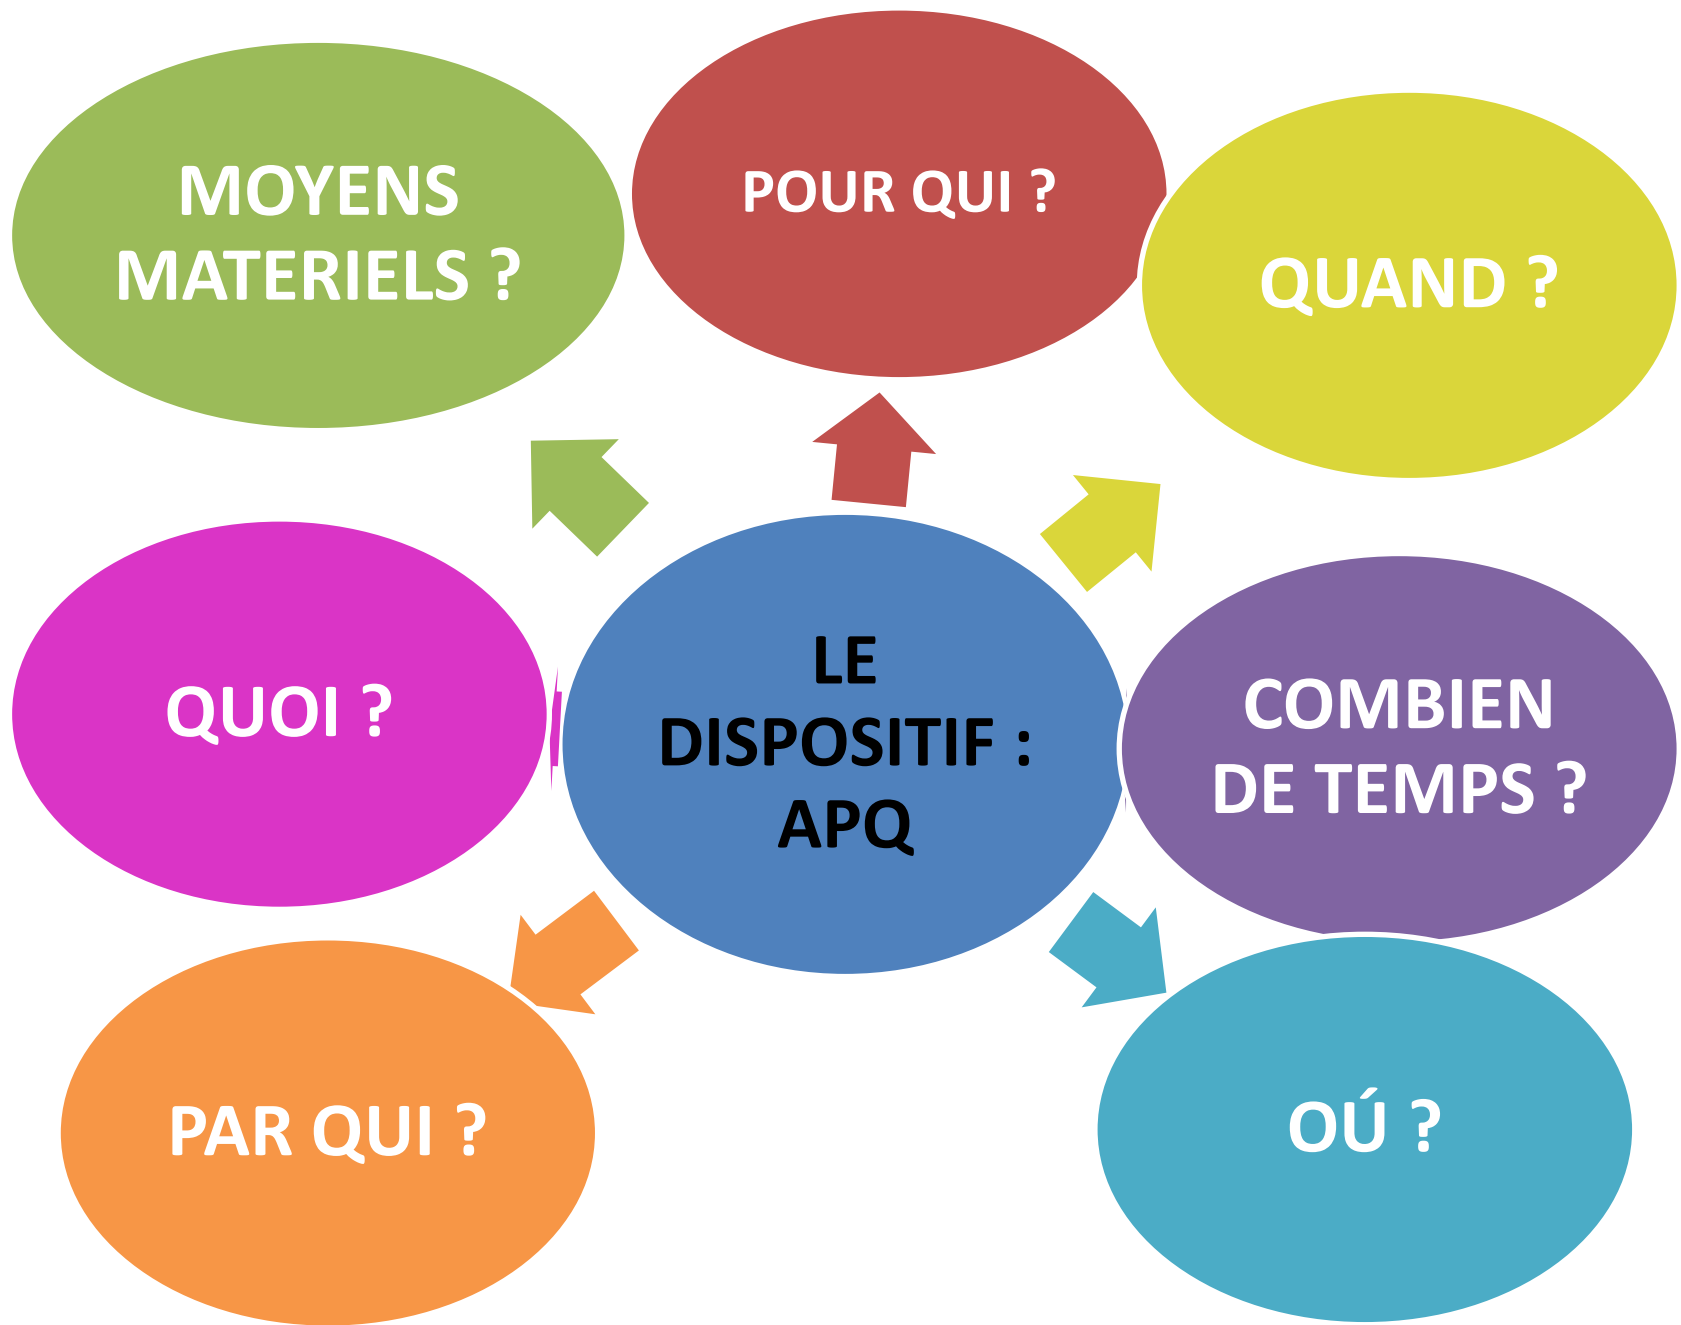 MOYENS
MATERIELS ?
POUR QUI ?
QUAND ?
QUOI ?
LE
DISPOSITIF :
APQ
COMBIEN
DE TEMPS ?
PAR QUI ?
OÚ ?